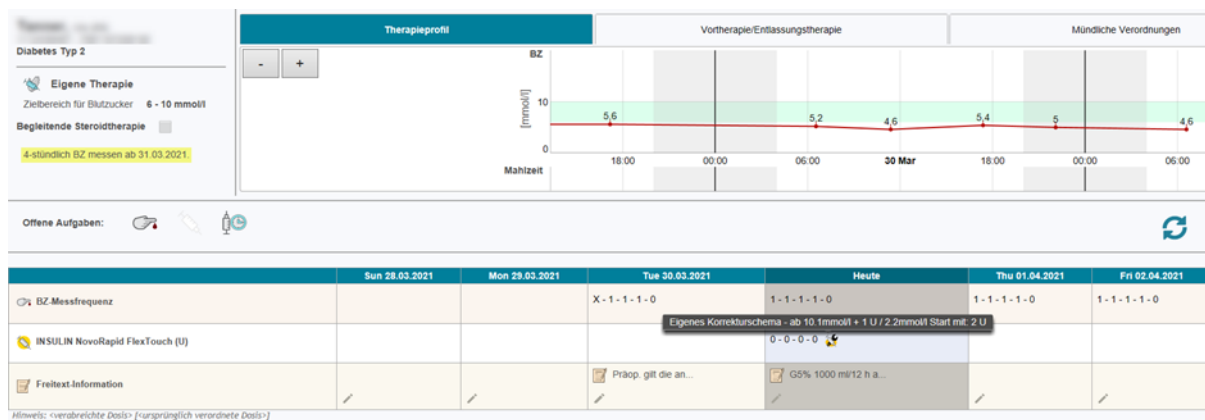 Therapieprofil
Vortherapie/Entlassungstherapie
Mündliche Verordnungen
Diabetes Typ 2
Eigene Therapie
Zielbereich für Blutzucker 6 - 10 mmol/l
Begleitende Steroidtherapie
4-stündlich BZ messen ab 31.03.2021.
- +
BZ
[mmol/l]
10
0
5,6 5,2 4,6 5,4 5 4,6
18:00 00:00 06:00 30 Mar 18:00 00:00 06:00
Mahlzeit
Offene Aufgaben:
Sun 28.03.2021 Mon 29.03.2021 Tue 30.03.2021 Heute Thu 01.04.2021 Fri 02.04.2021
BZ-Messfrequenz X - 1 - 1 - 1 - 0 1 - 1 - 1 - 1 - 0 1 - 1 - 1 - 1 - 0 1 - 1 - 1 - 1 - 0
Eigenes Korrekturschema - ab 10.1mmol/l + 1 U / 2.2mmol/l Start mit: 2 U
INSULIN NovoRapid FlexTouch (U) 0 - 0 - 0 - 0
Freitext-Information Präop. gilt die an... G5% 1000 ml/12 h a...
Hinweis: <verabreichte Dosis> [<ursprünglich verordnete Dosis>]